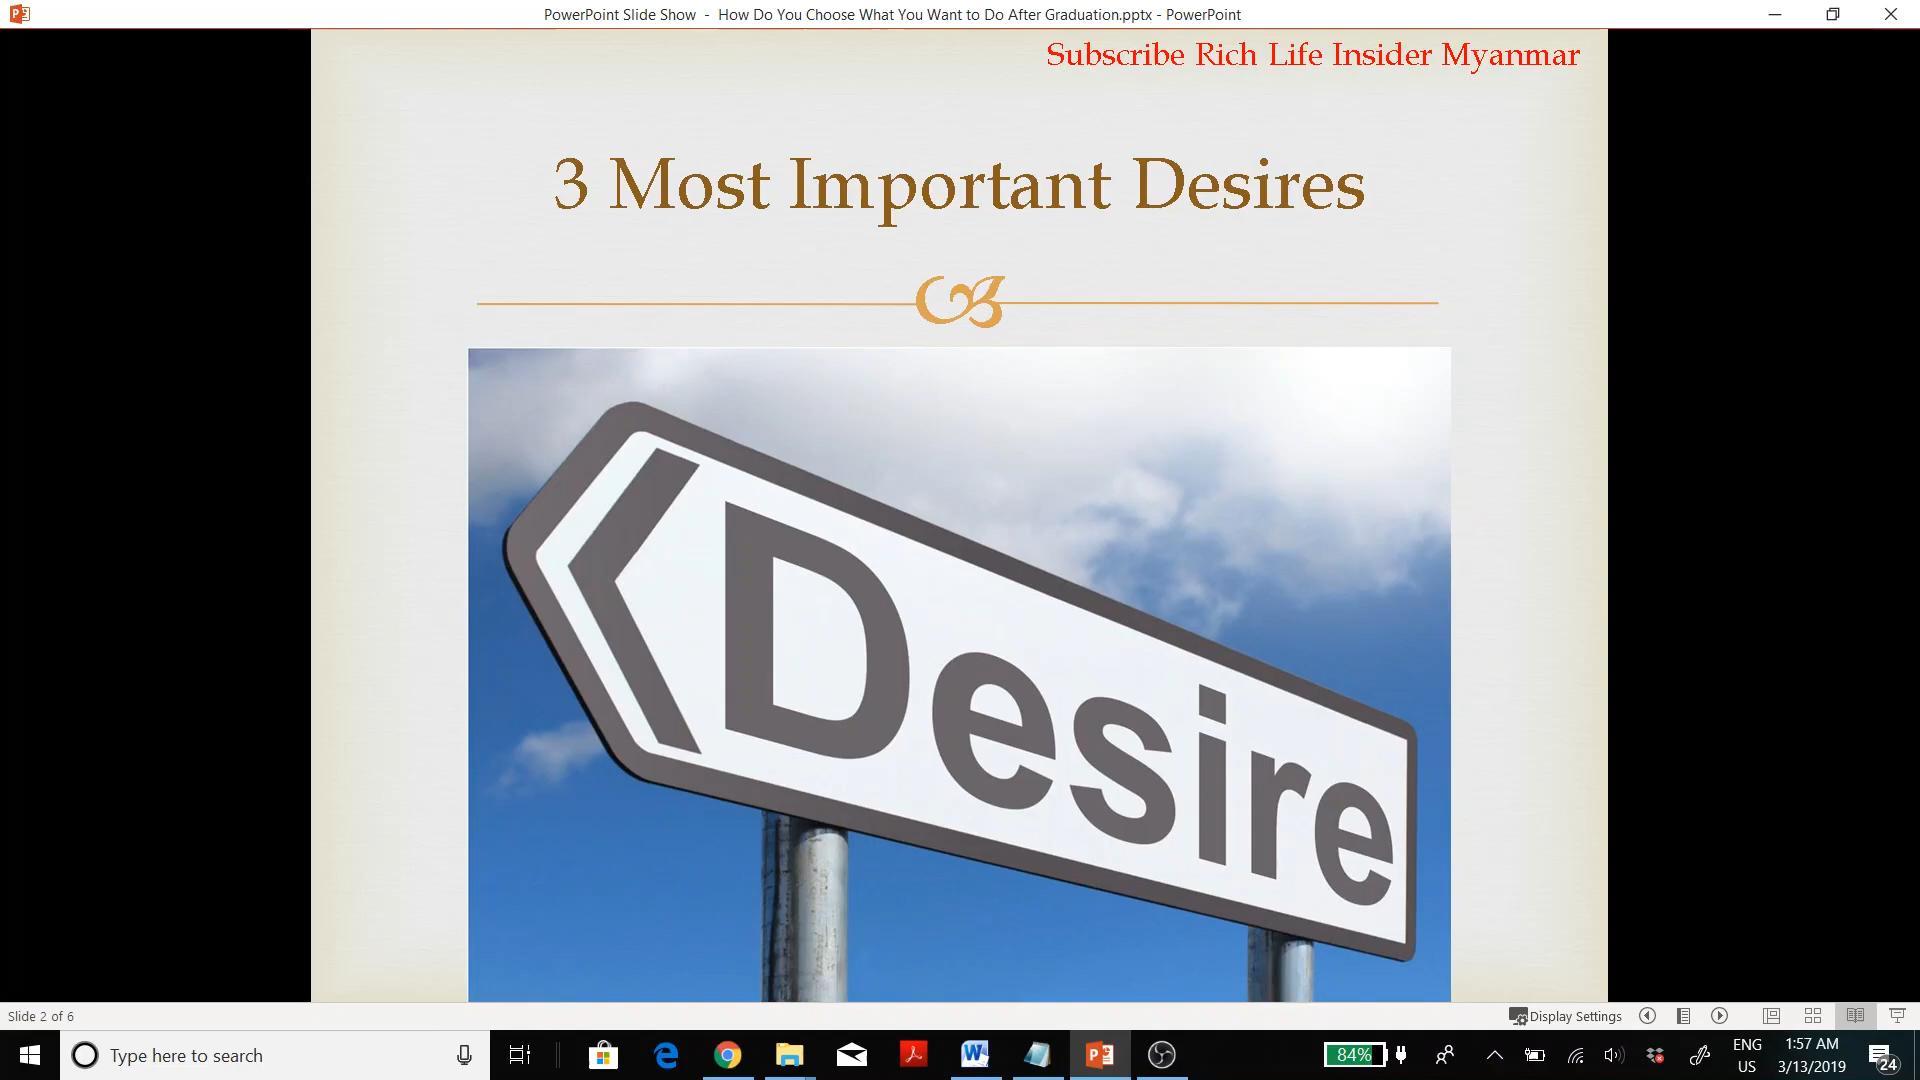 PowerPoint Slide Show - How Do You Choose What You Want to Do After Graduation.pptx - PowerPoint
Subscribe Rich Life Insider Myanmar
3 Most Important Desires
Desire
Slide 2 of 6
Display Settings
Type here to search
84%
ENG
US
1:57 AM
3/13/2019
24